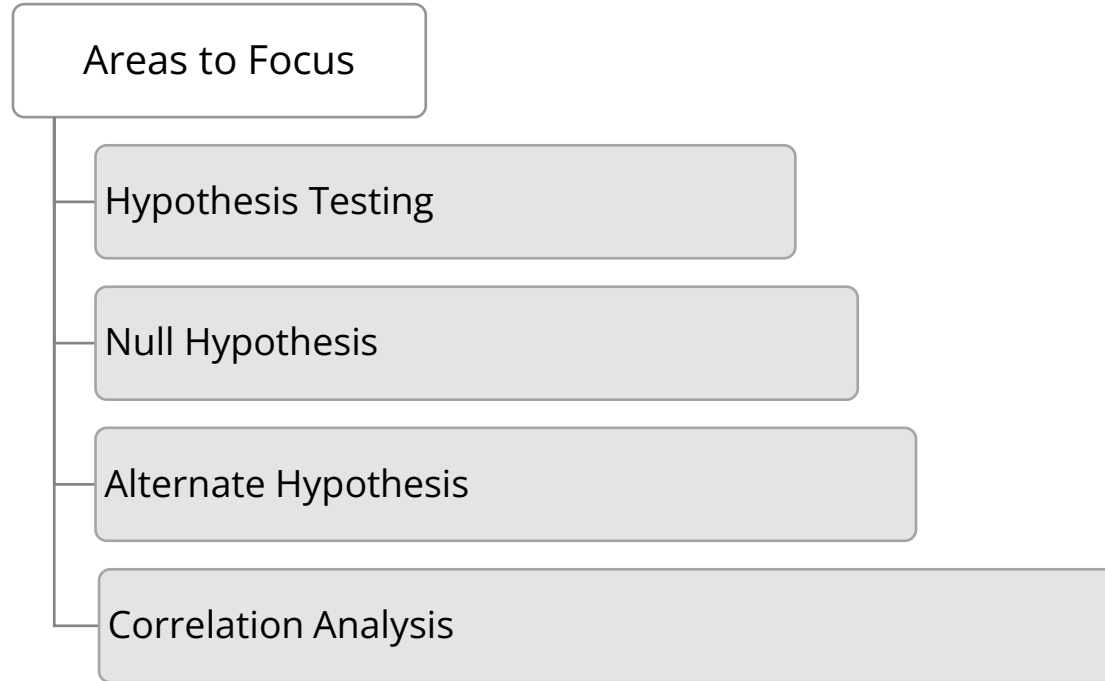 Areas to Focus
Hypothesis Testing
Null Hypothesis
Alternate Hypothesis
Correlation Analysis